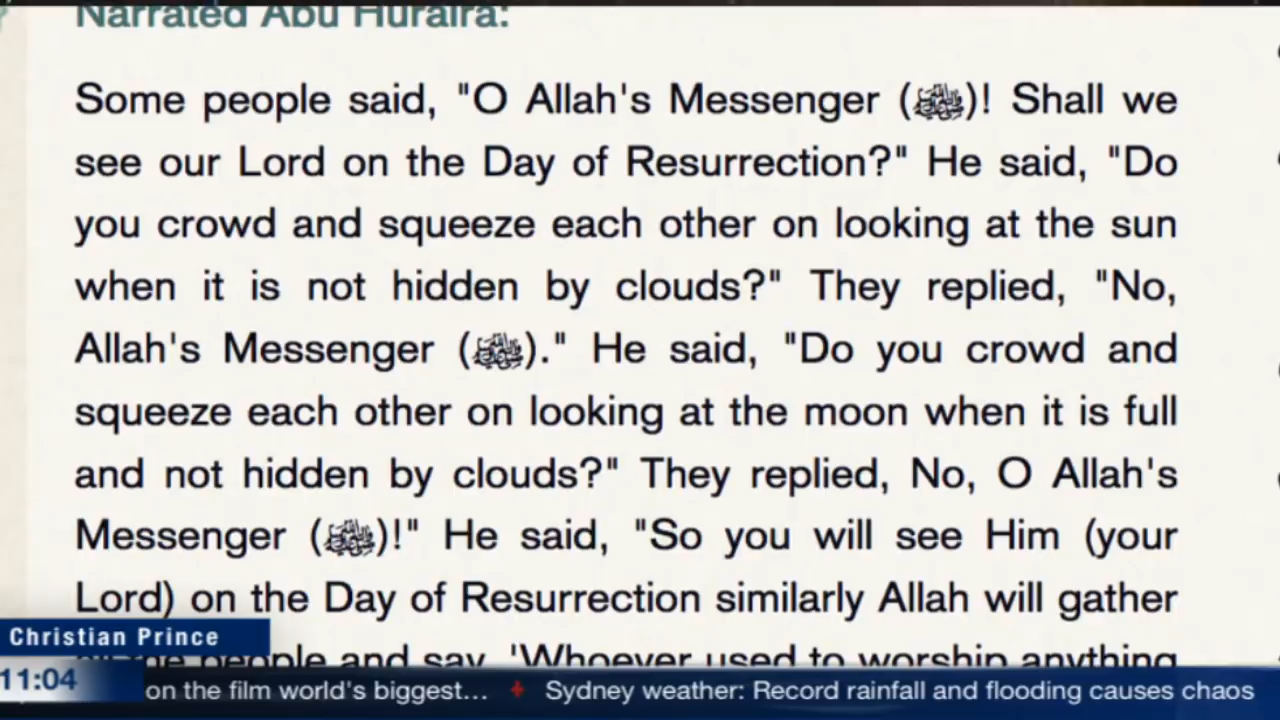 Narrated Abu Huraira:
Some people said, "O Allah's Messenger (ﷺ)! Shall we
see our Lord on the Day of Resurrection?" He said, "Do
you crowd and squeeze each other on looking at the sun
when it is not hidden by clouds?" They replied, "No,
Allah's Messenger (ﷺ)." He said, "Do you crowd and
squeeze each other on looking at the moon when it is full
and not hidden by clouds?" They replied, No, O Allah's
Messenger (ﷺ)!" He said, "So you will see Him (your
Lord) on the Day of Resurrection similarly Allah will gather
people and say, 'Whoever used to worship anything
Christian Prince
11:04
on the film world's biggest... Sydney weather: Record rainfall and flooding causes chaos